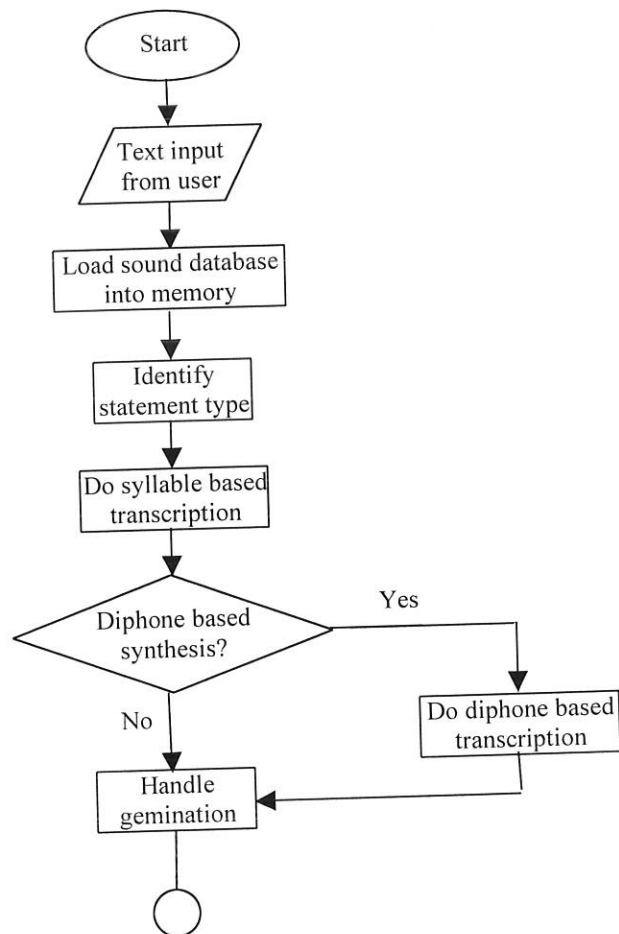 Start
Text input
from user
Load sound database
into memory
Identify
statement type
Do syllable based
transcription
Diphone based
synthesis?
Yes
No
Do diphone based
transcription
Handle
gemination